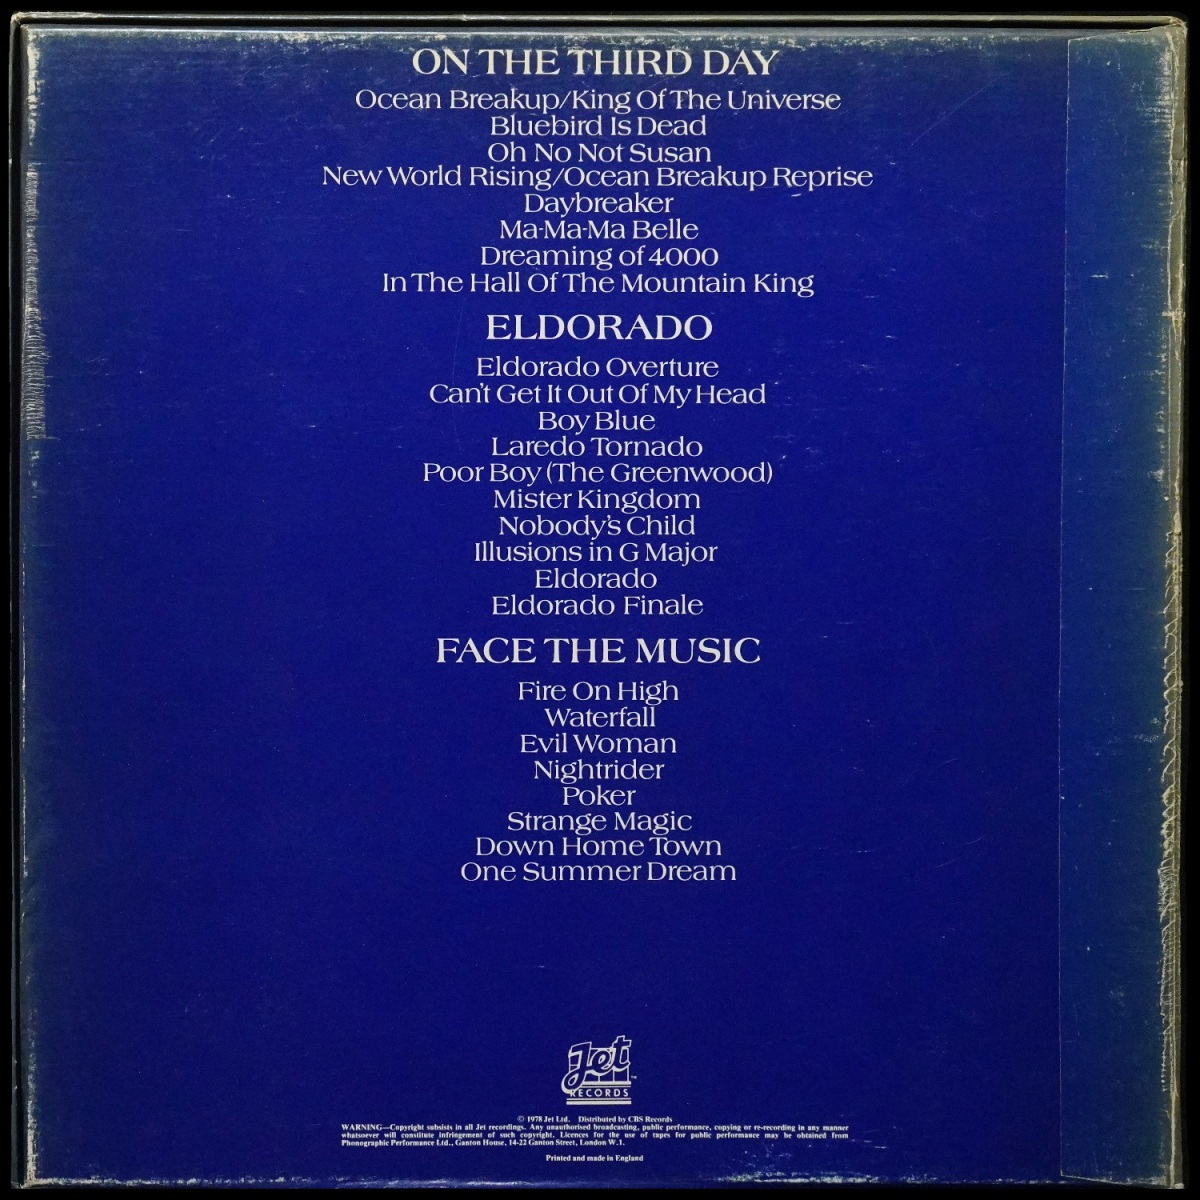 ON THE THIRD DAY
Ocean Breakup/King Of The Universe
Bluebird Is Dead
Oh No Not Susan
New World Rising/Ocean Breakup Reprise
Daybreaker
Ma-Ma-Ma Belle
Dreaming of 4000
In The Hall Of The Mountain King
ELDORADO
Eldorado Overture
Can't Get It Out Of My Head
Boy Blue
Laredo Tornado
Poor Boy (The Greenwood)
Mister Kingdom
Nobody's Child
Illusions in G Major
Eldorado
Eldorado Finale
FACE THE MUSIC
Fire On High
Waterfall
Evil Woman
Nightrider
Poker
Strange Magic
Down Home Town
One Summer Dream
Jet
RECORDS
© 1978 Jet Ltd. Distributed by CBS Records
WARNING—Copyright subsists in all Jet recordings. Any unauthorised broadcasting, public performance, copying or re-recording in any manner
whatsoever will constitute infringement of such copyright. Licences for the use of tapes for public performance may be obtained from
Phonographic Performance Ltd., Ganton House, 14-22 Ganton Street, London W.1.
Printed and made in England